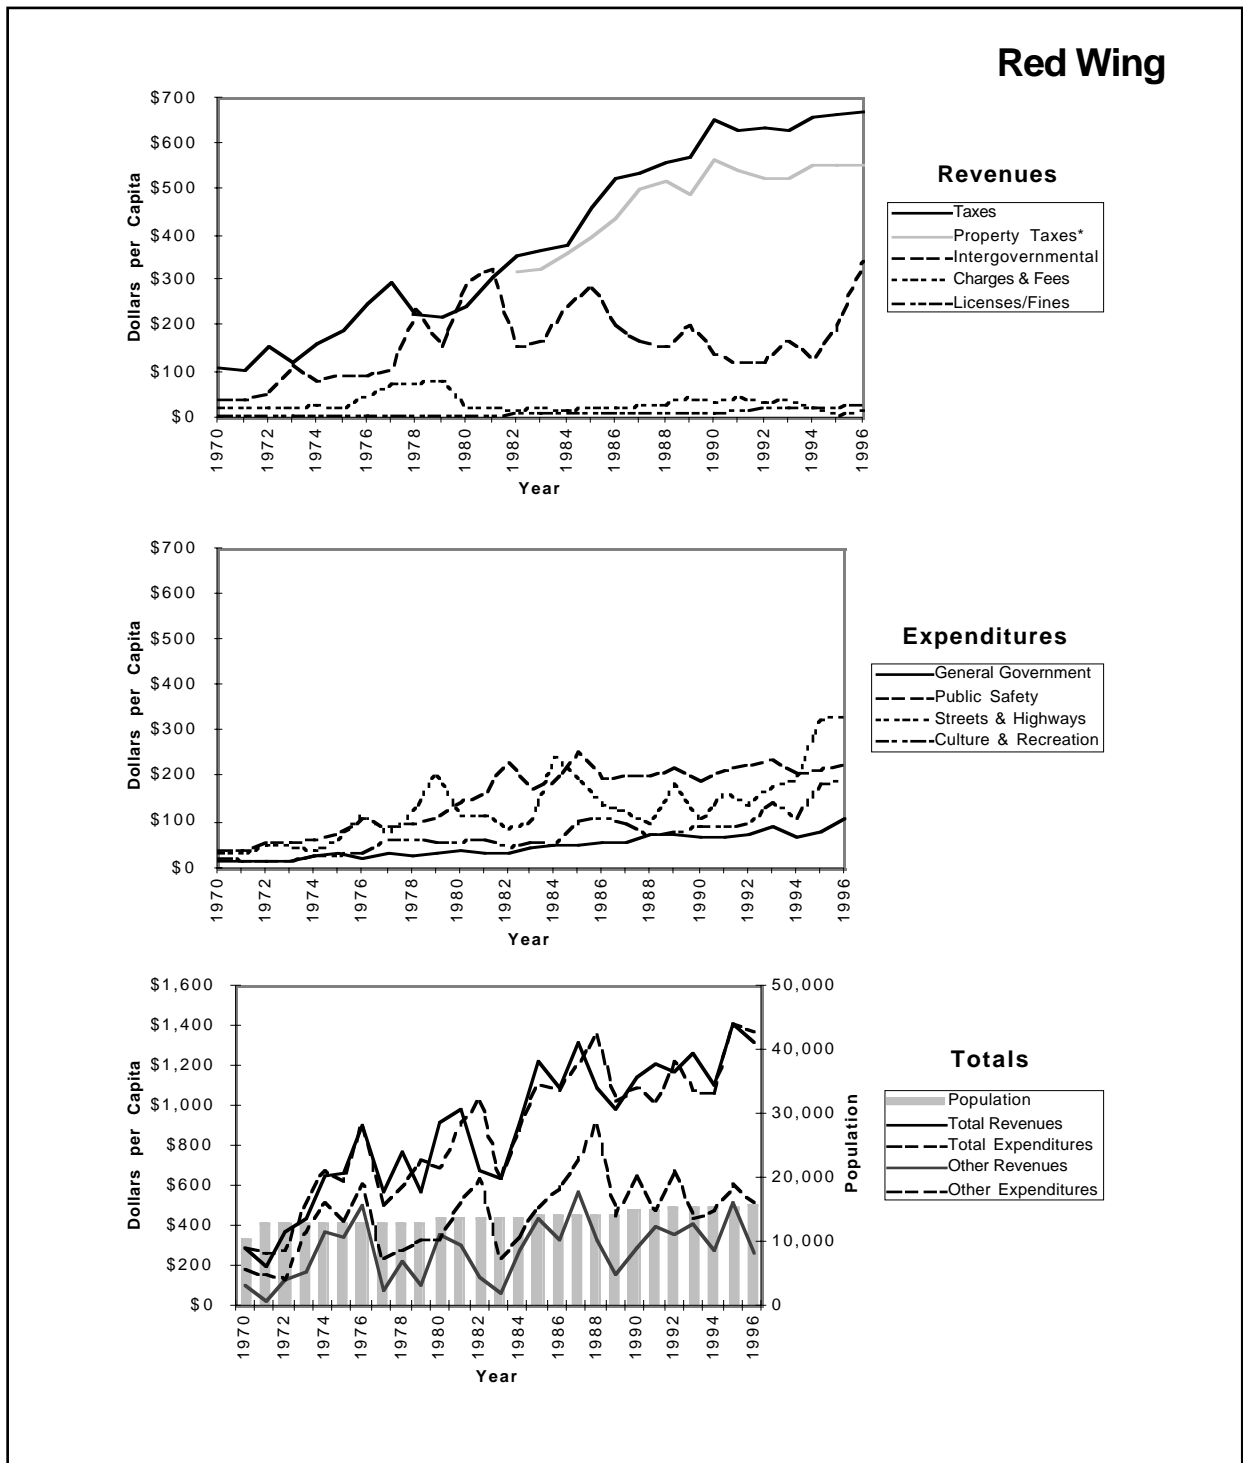 Red Wing
$700
$600
$500
$400
$300
$200
$100
$0
Dollars per Capita
1970
1972
1974
1976
1978
1980
1982
1984
1986
1988
1990
1992
1994
1996
Year
Revenues
Taxes
Property Taxes*
Intergovernmental
Charges & Fees
Licenses/Fines
$700
$600
$500
$400
$300
$200
$100
$0
Dollars per Capita
1970
1972
1974
1976
1978
1980
1982
1984
1986
1988
1990
1992
1994
1996
Year
Expenditures
General Government
Public Safety
Streets & Highways
Culture & Recreation
$1,600
$1,400
$1,200
$1,000
$800
$600
$400
$200
$0
Dollars per Capita
50,000
40,000
30,000
20,000
10,000
0
Population
1970
1972
1974
1976
1978
1980
1982
1984
1986
1988
1990
1992
1994
1996
Year
Totals
Population
Total Revenues
Total Expenditures
Other Revenues
Other Expenditures